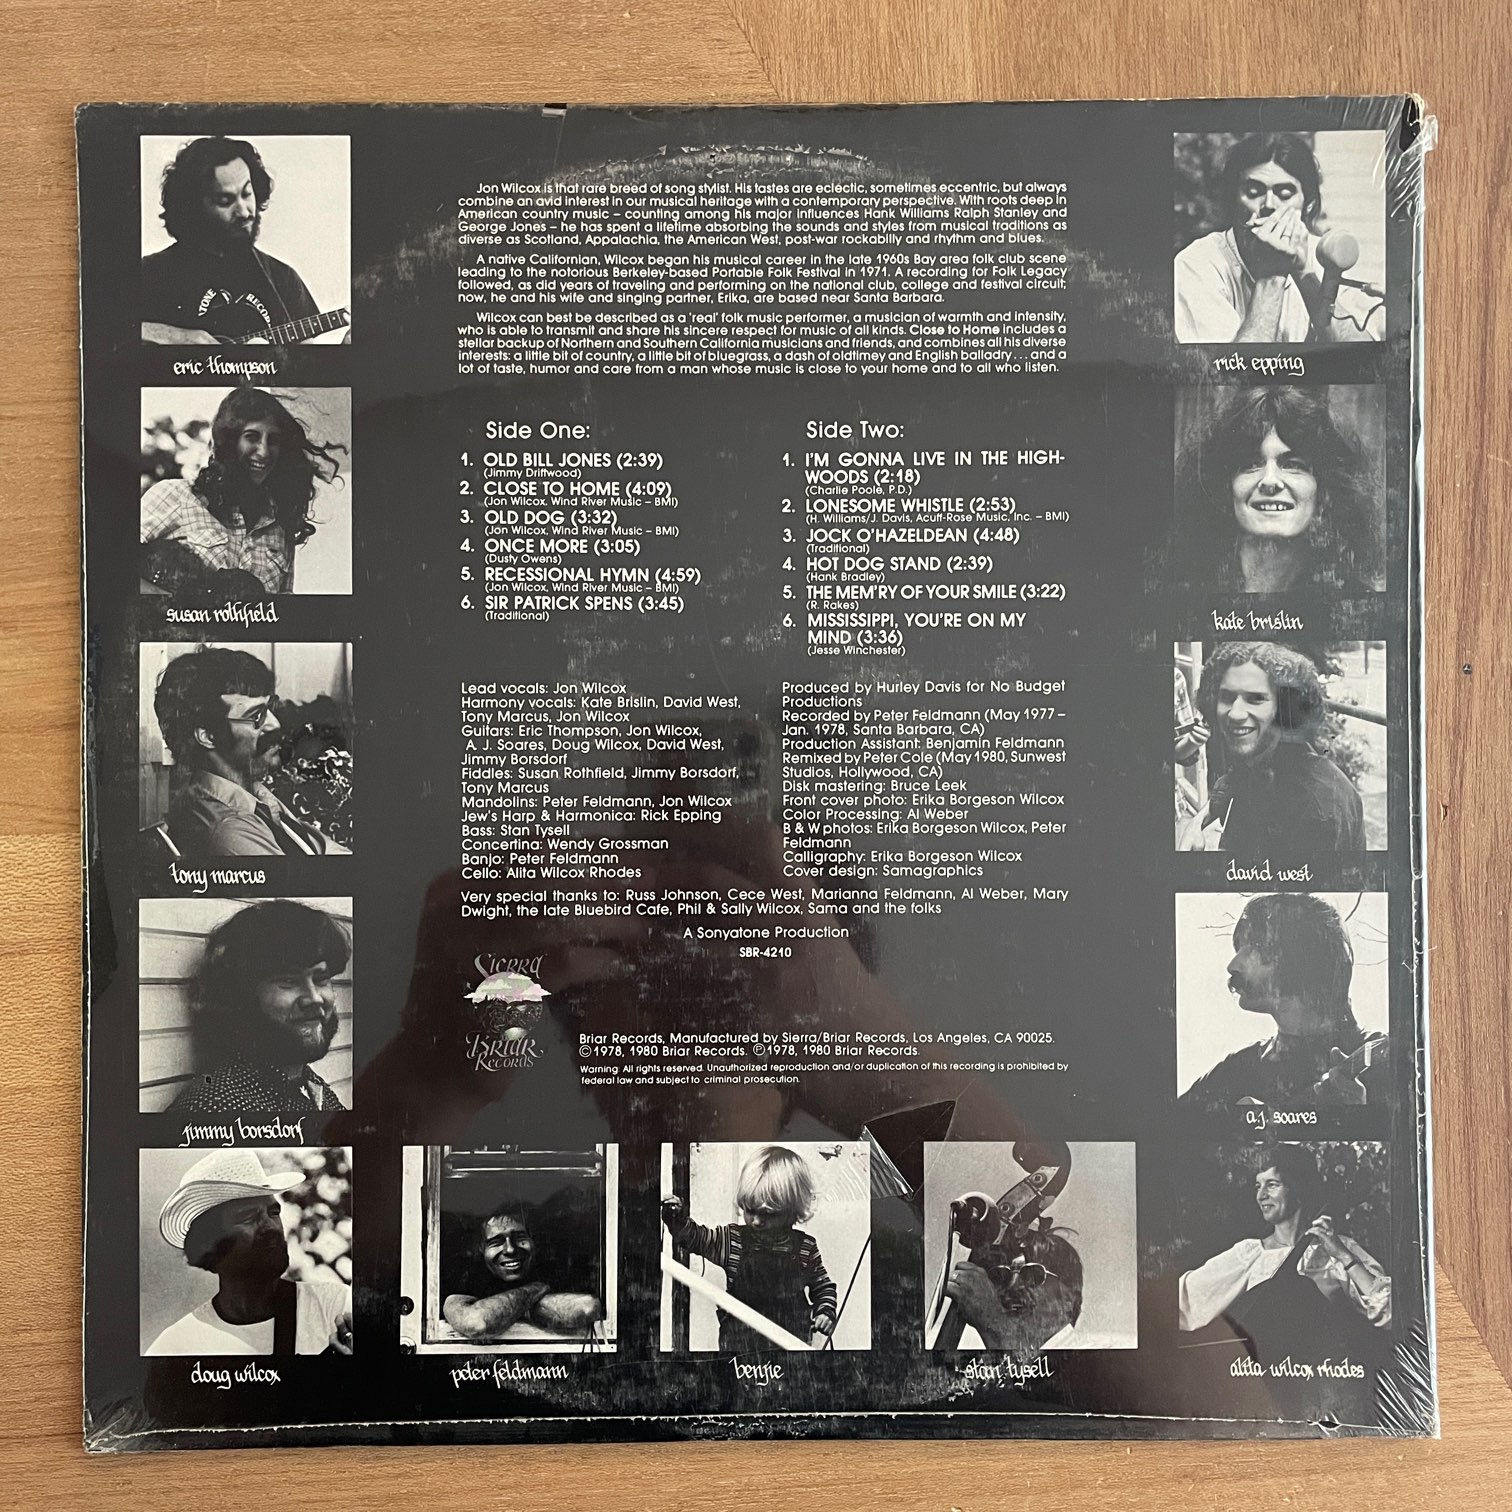 Jon Wilcox is that rare breed of song stylist. His tastes are eclectic, sometimes eccentric, but always
combine an avid interest in our musical heritage with a contemporary perspective. With roots deep in
American country music – counting among his major influences Hank Williams Ralph Stanley and
George Jones – he has spent a lifetime absorbing the sounds and styles from musical traditions as
diverse as Scotland, Appalachia, the American West, post-war rockabilly and rhythm and blues.
A native Californian, Wilcox began his musical career in the late 1960s Bay area folk club scene
leading to the notorious Berkeley-based Portable Folk Festival in 1971. A recording for Folk Legacy
followed, as did years of traveling and performing on the national club, college and festival circuit;
now, he and his wife and singing partner, Erika, are based near Santa Barbara.
Wilcox can best be described as a 'real' folk music performer, a musician of warmth and intensity,
who is able to transmit and share his sincere respect for music of all kinds. Close to Home includes a
stellar backup of Northern and Southern California musicians and friends, and combines all his diverse
interests: a little bit of country, a little bit of bluegrass, a dash of oldtimey and English balladry . . . and a
lot of taste, humor and care from a man whose music is close to your home and to all who listen.
Side One:
1. OLD BILL JONES (2:39)
(Jimmy Driftwood)
2. CLOSE TO HOME (4:09)
(Jon Wilcox, Wind River Music – BMI)
3. OLD DOG (3:32)
(Jon Wilcox, Wind River Music – BMI)
4. ONCE MORE (3:05)
(Dusty Owens)
5. RECESSIONAL HYMN (4:59)
(Jon Wilcox, Wind River Music – BMI)
6. SIR PATRICK SPENS (3:45)
(Traditional)
Side Two:
1. I'M GONNA LIVE IN THE HIGH-
WOODS (2:18)
(Charlie Poole, P.D.)
2. LONESOME WHISTLE (2:53)
(H. Williams/J. Davis, Acuff-Rose Music, Inc. – BMI)
3. JOCK O'HAZELDEAN (4:48)
(Traditional)
4. HOT DOG STAND (2:39)
(Hank Bradley)
5. THE MEM'RY OF YOUR SMILE (3:22)
(R. Rakes)
6. MISSISSIPPI, YOU'RE ON MY
MIND (3:36)
(Jesse Winchester)
Lead vocals: Jon Wilcox
Harmony vocals: Kate Brislin, David West,
Tony Marcus, Jon Wilcox
Guitars: Eric Thompson, Jon Wilcox,
A. J. Soares, Doug Wilcox, David West,
Jimmy Borsdorf
Fiddles: Susan Rothfield, Jimmy Borsdorf,
Tony Marcus
Mandolins: Peter Feldmann, Jon Wilcox
Jew's Harp & Harmonica: Rick Epping
Bass: Stan Tysell
Concertina: Wendy Grossman
Banjo: Peter Feldmann
Cello: Alita Wilcox Rhodes
Produced by Hurley Davis for No Budget
Productions
Recorded by Peter Feldmann (May 1977 –
Jan. 1978, Santa Barbara, CA)
Production Assistant: Benjamin Feldmann
Remixed by Peter Cole (May 1980, Sunwest
Studios, Hollywood, CA)
Disk mastering: Bruce Leek
Front cover photo: Erika Borgeson Wilcox
Color Processing: Al Weber
B & W photos: Erika Borgeson Wilcox, Peter
Feldmann
Calligraphy: Erika Borgeson Wilcox
Cover design: Samagraphics
Very special thanks to: Russ Johnson, Cece West, Marianna Feldmann, Al Weber, Mary
Dwight, the late Bluebird Cafe, Phil & Sally Wilcox, Sama and the folks
A Sonyatone Production
SBR-4210
Sierra
Briar
Records
Briar Records, Manufactured by Sierra/Briar Records, Los Angeles, CA 90025.
©1978, 1980 Briar Records. ℗1978, 1980 Briar Records.
Warning: All rights reserved. Unauthorized reproduction and/or duplication of this recording is prohibited by
federal law and subject to criminal prosecution.
TONE RECOR
eric thompson
susan rothfield
tony marcus
jimmy borsdorf
doug wilcox
peter feldmann
benjie
stan tysell
alita wilcox rhodes
rick epping
kate brislin
david west
a.j. soares